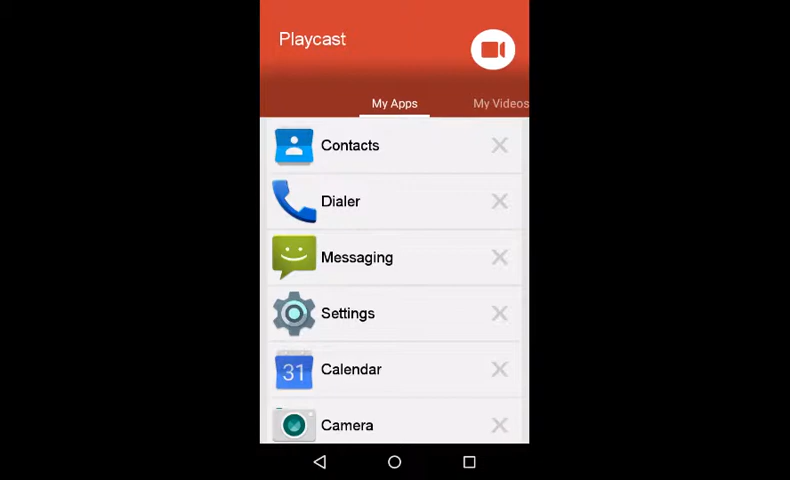 Playcast
My Apps
My Videos
Contacts
Dialer
Messaging
Settings
31
Calendar
Camera